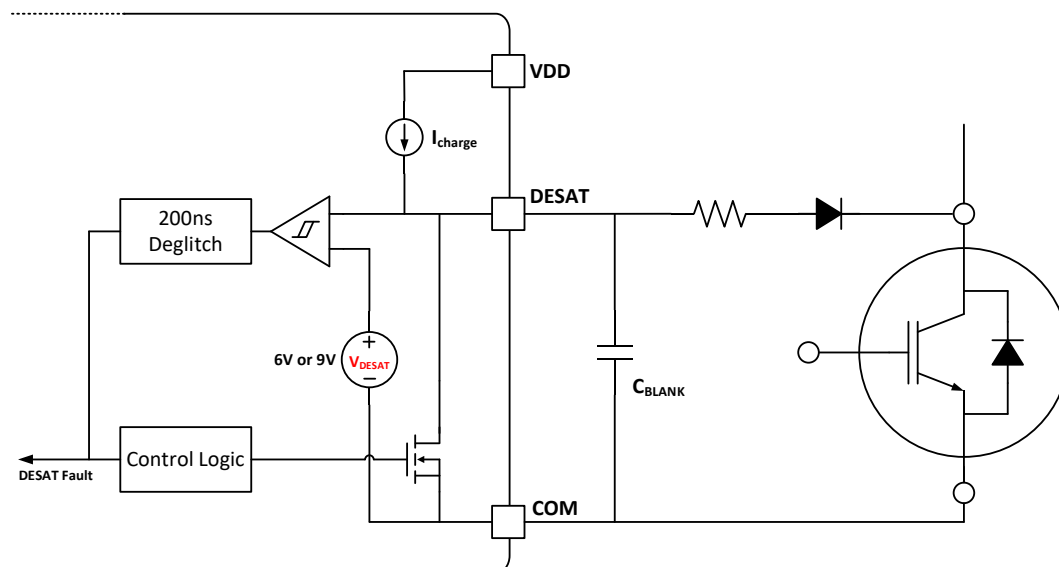 VDD
Icharge
DESAT
200ns
Deglitch
6V or 9V
+
VDESAT
−
CBLANK
Control Logic
DESAT Fault
COM